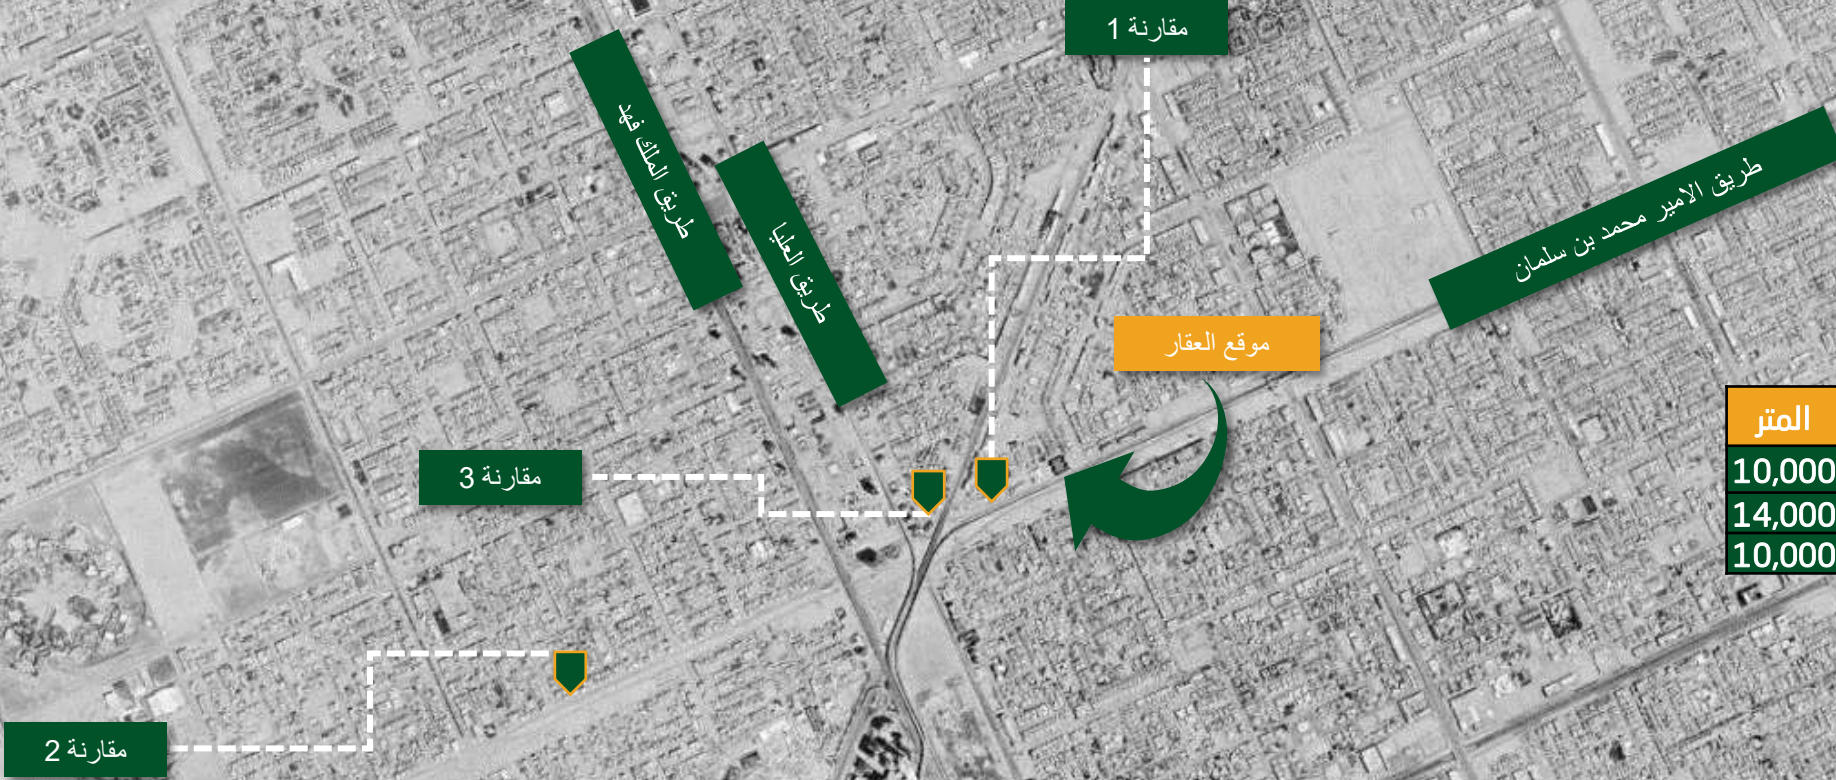 مقارنة 1
طريق الملك فهد
طريق العليا
طريق الامير محمد بن سلمان
موقع العقار
مقارنة 3
مقارنة 2
المتر
10,000
14,000
10,000